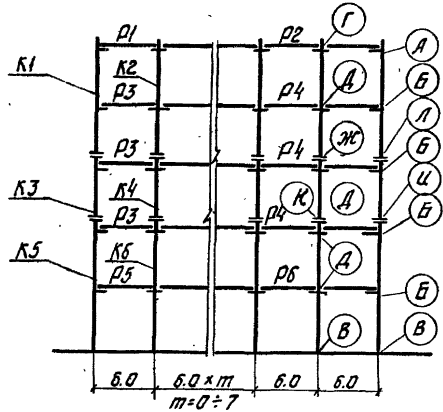 Г
Р1 Р2 А
К1 К2 Д
Р3 Р4 Б
Л
Ж
Р3 Р4 Б
К3 К4 К Д И
Р3 Р4 Б
К5 К6 Д
Р5 Р6 Б
В В
6.0 6.0 × m 6.0 6.0
m=0÷7